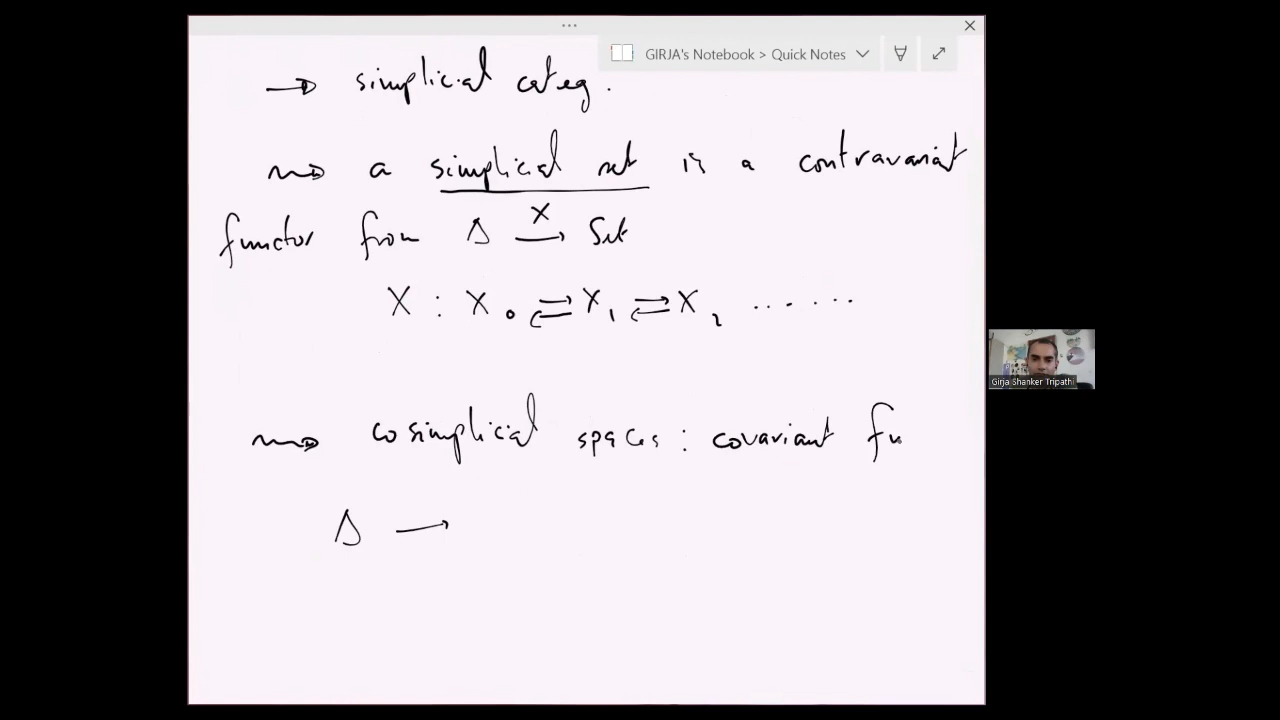 GIRJA's Notebook > Quick Notes
→ simplicial categ.
⇝ a simplicial set is a contravariant
functor from Δ X→ Set
X : X₀ ⇄ X₁ ⇄ X₂ ......
⇝ cosimplicial spaces : covariant fu
Δ →
Girja Shanker Tripathi